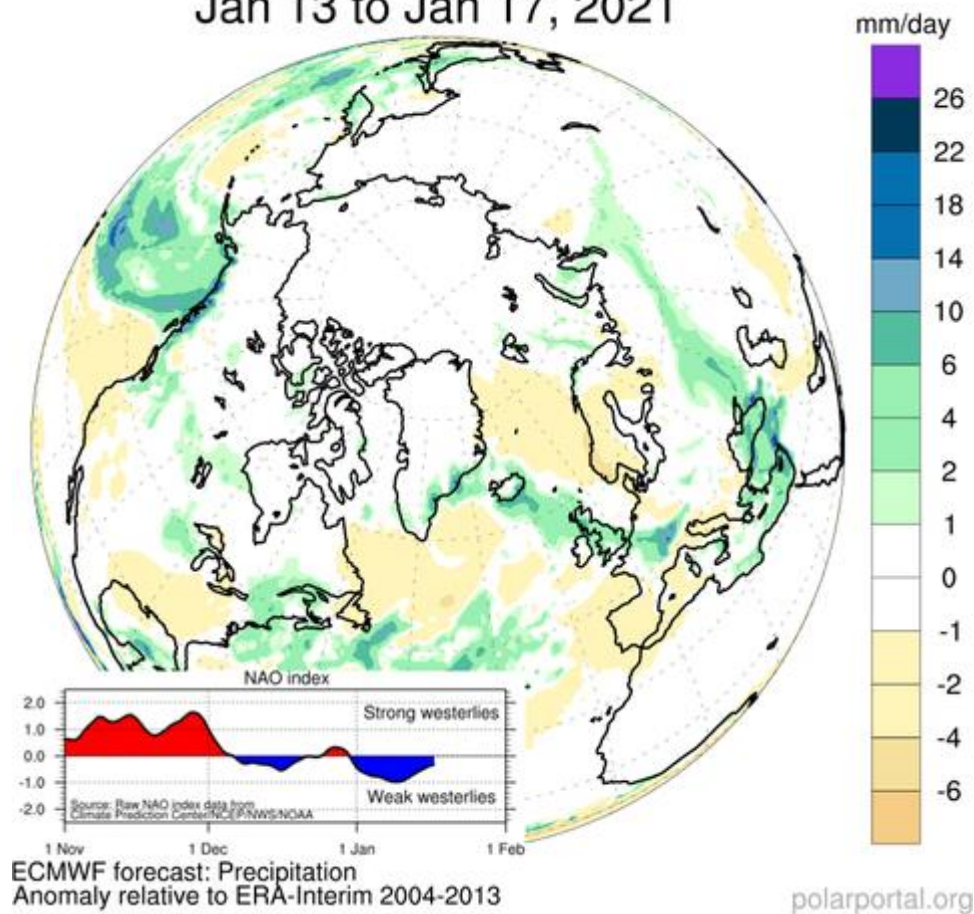 Jan 13 to Jan 17, 2021
mm/day
26
22
18
14
10
6
4
2
1
0
-1
-2
-4
-6
NAO index
2.0
1.0
0.0
-1.0
-2.0
Strong westerlies
Weak westerlies
Source: Raw NAO index data from
Climate Prediction Center/NCEP/NWS/NOAA
1 Nov
1 Dec
1 Jan
1 Feb
ECMWF forecast: Precipitation
Anomaly relative to ERA-Interim 2004-2013
polarportal.org